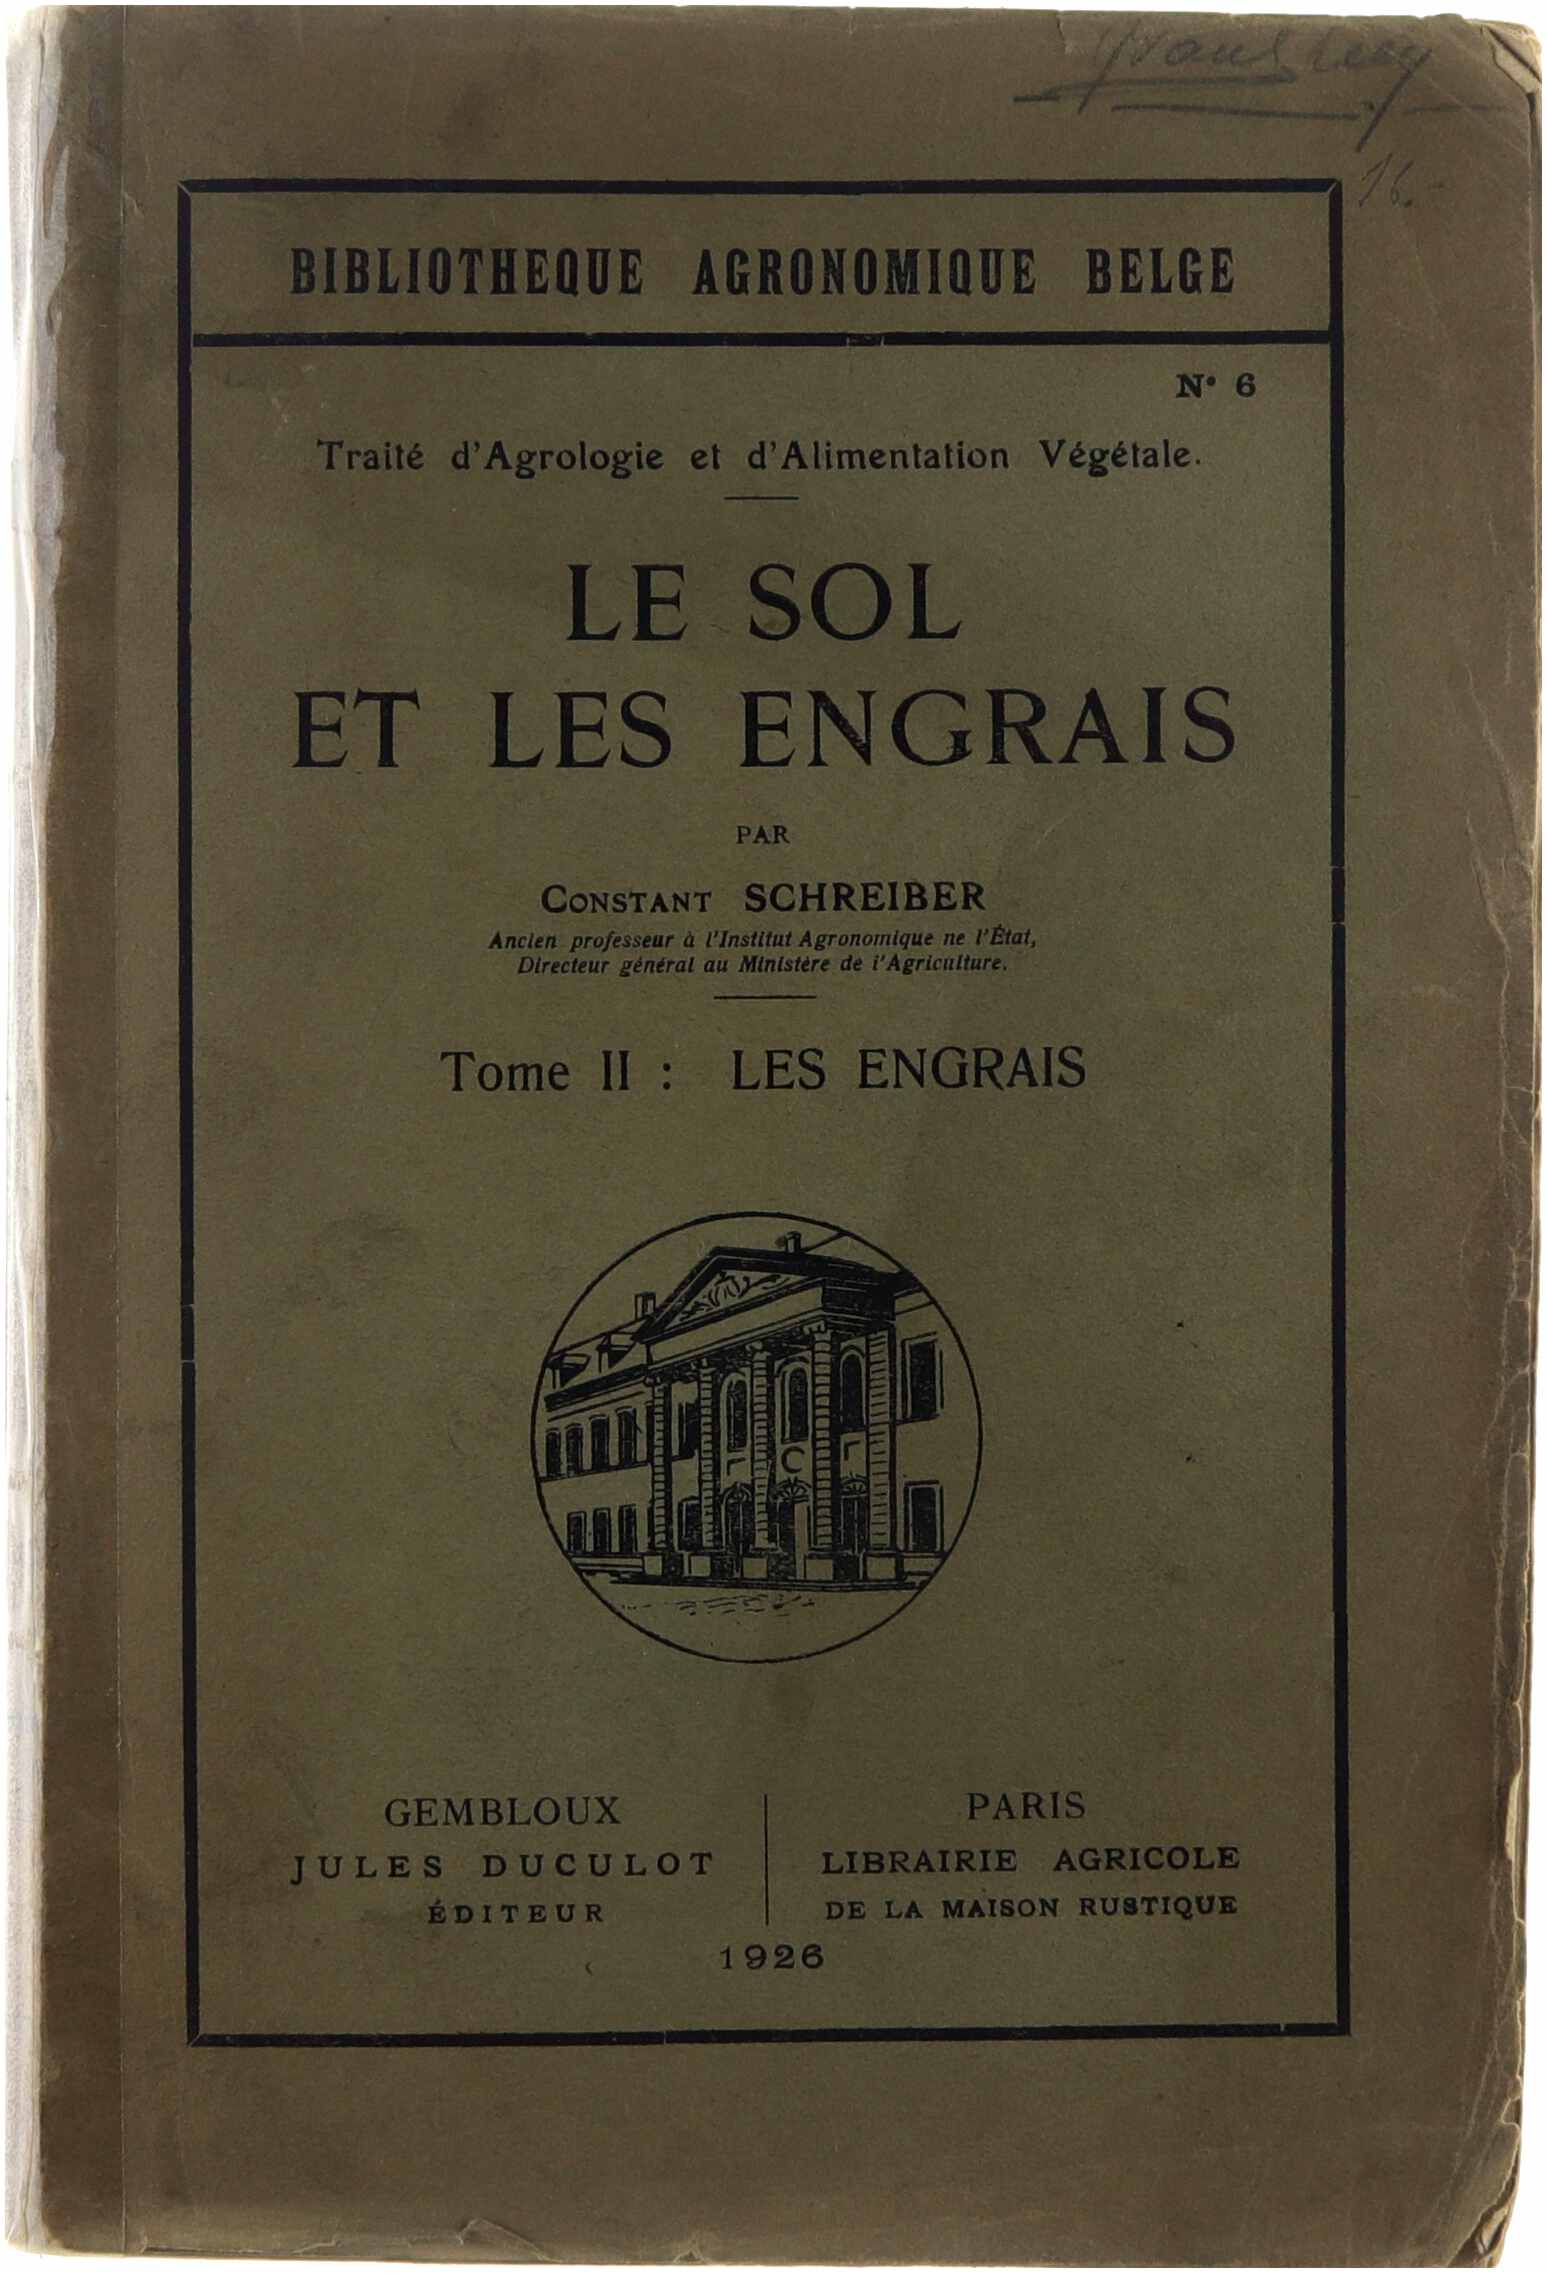 16.-
BIBLIOTHEQUE AGRONOMIQUE BELGE
N° 6
Traité d'Agrologie et d'Alimentation Végétale.
LE SOL
ET LES ENGRAIS
PAR
CONSTANT SCHREIBER
Ancien professeur à l'Institut Agronomique ne l'État,
Directeur général au Ministère de l'Agriculture.
Tome II : LES ENGRAIS
GEMBLOUX
JULES DUCULOT
ÉDITEUR
PARIS
LIBRAIRIE AGRICOLE
DE LA MAISON RUSTIQUE
1926